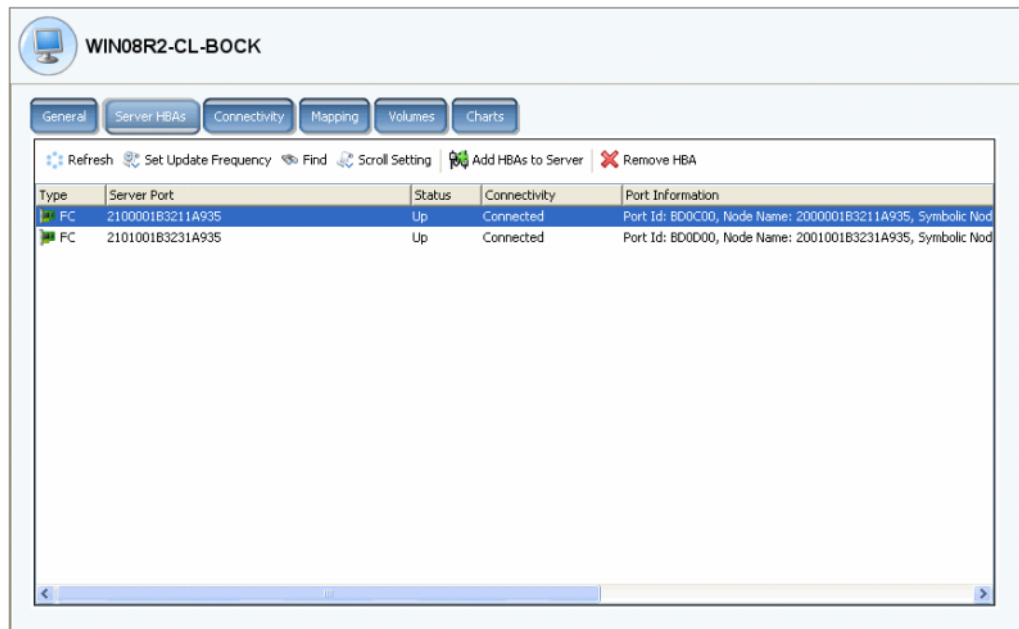 WIN08R2-CL-BOCK
General Server HBAs Connectivity Mapping Volumes Charts
Refresh Set Update Frequency Find Scroll Setting Add HBAs to Server Remove HBA
Type Server Port Status Connectivity Port Information
FC 2100001B3211A935 Up Connected Port Id: BD0C00, Node Name: 2000001B3211A935, Symbolic Nod
FC 2101001B3231A935 Up Connected Port Id: BD0D00, Node Name: 2001001B3231A935, Symbolic Nod